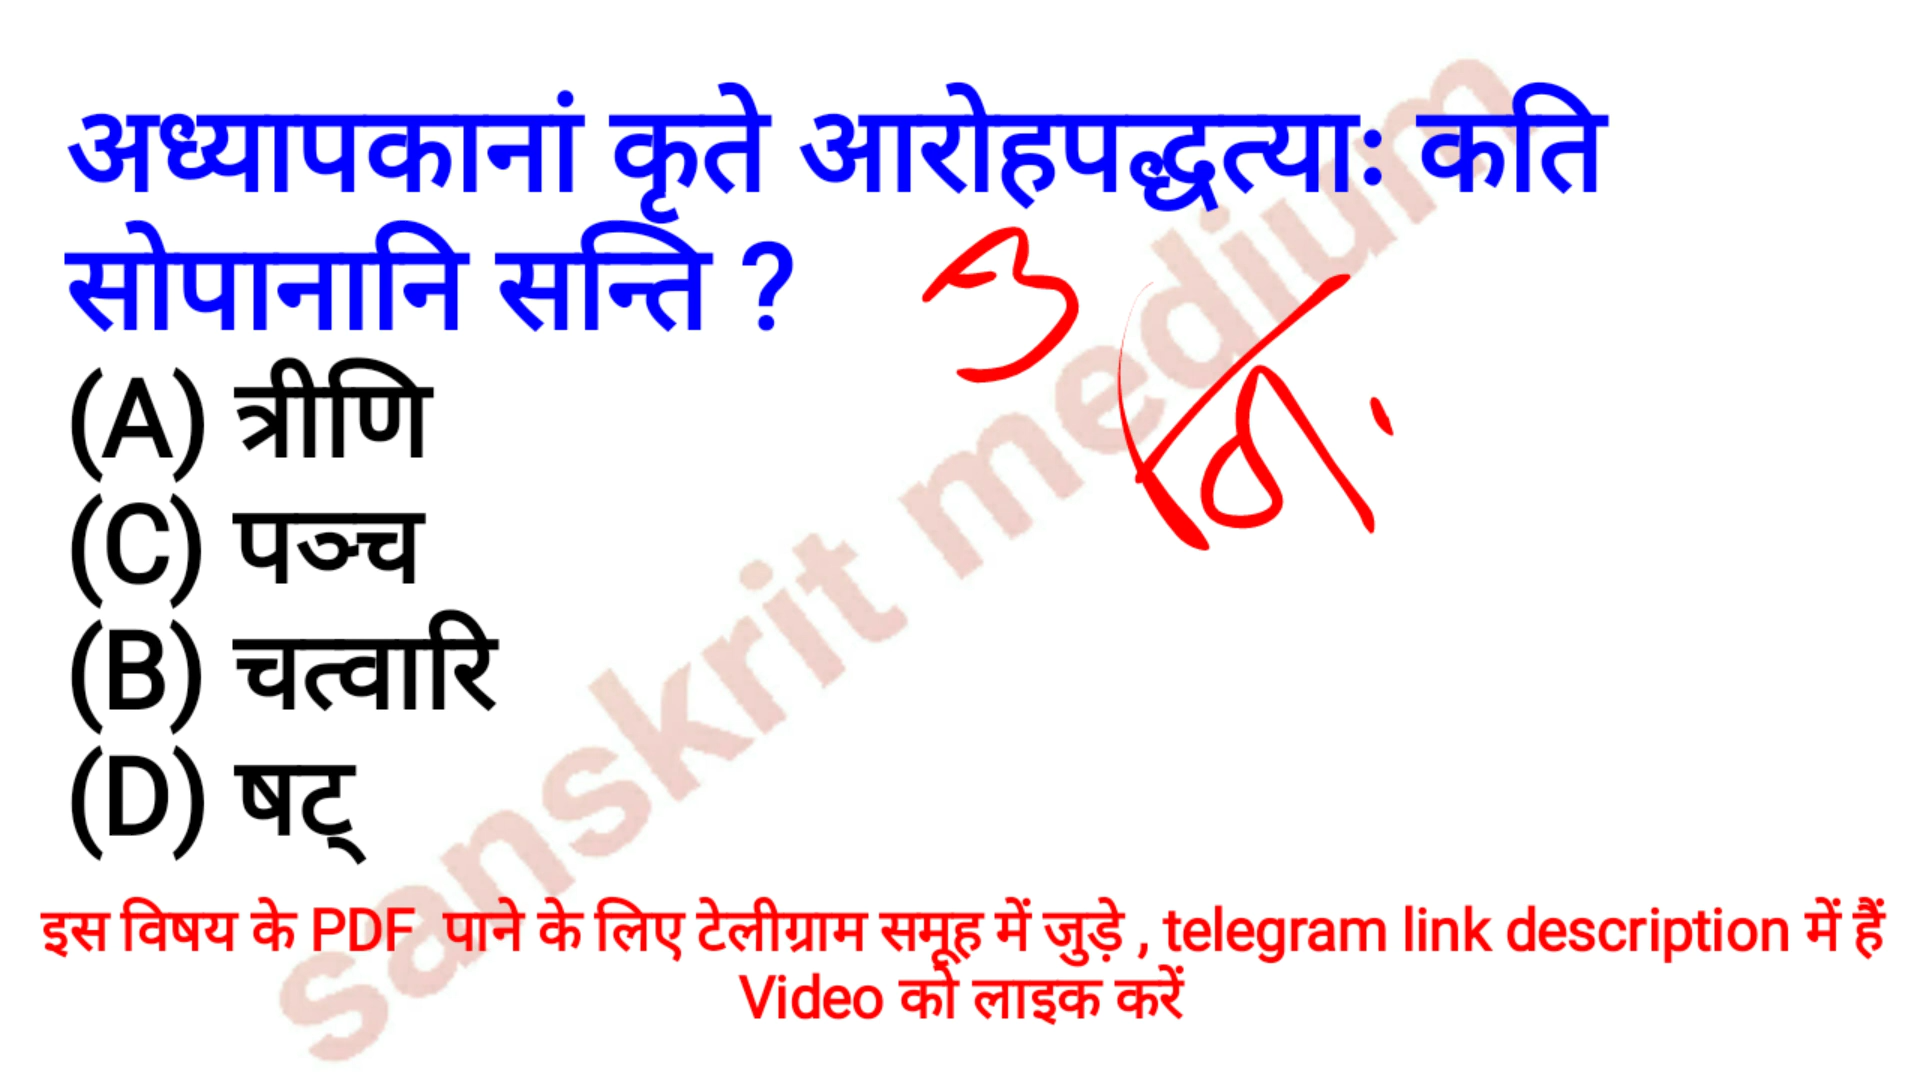 अध्यापकानां कृते आरोहपद्धत्याः कति
सोपानानि सन्ति ?
(A) त्रीणि
(C) पञ्च
(B) चत्वारि
(D) षट्
इस विषय के PDF पाने के लिए टेलीग्राम समूह में जुड़े , telegram link description में हैं
Video को लाइक करें
sanskrit medium